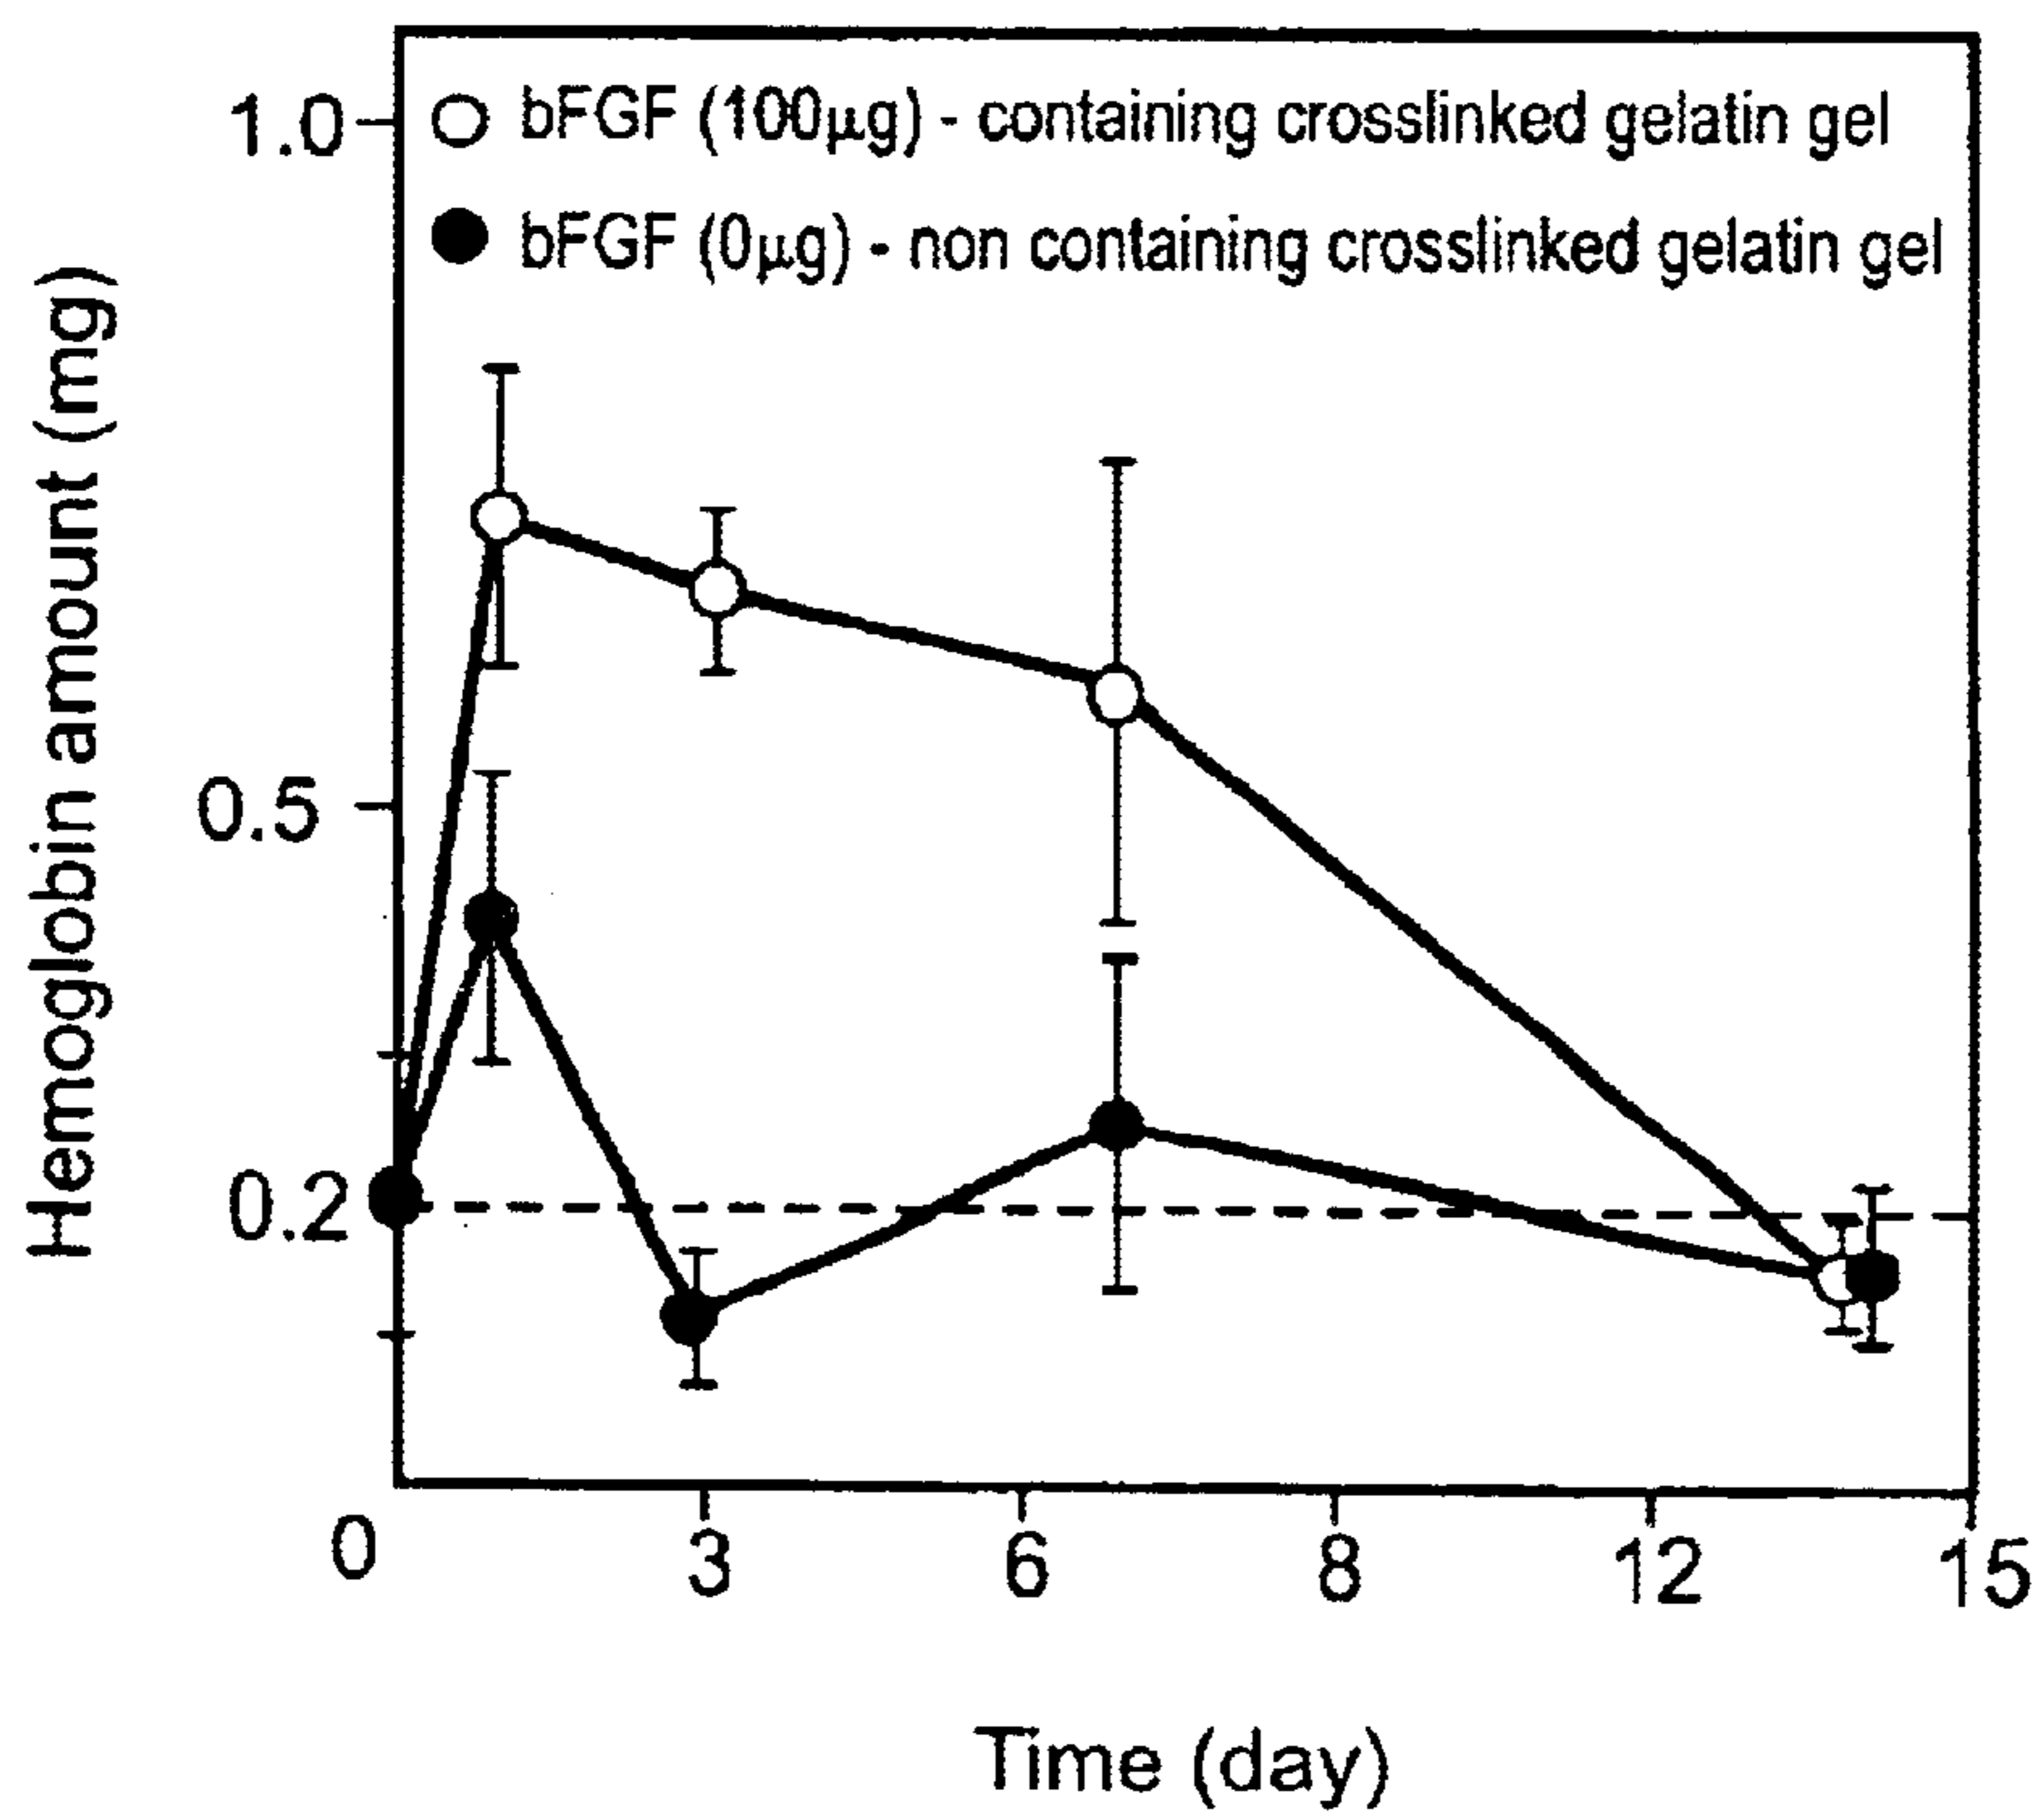 1.0
bFGF (100μg) - containing crosslinked gelatin gel
bFGF (0μg) - non containing crosslinked gelatin gel
Hemoglobin amount (mg)
0.5
0.2
0 3 6 8 12 15
Time (day)